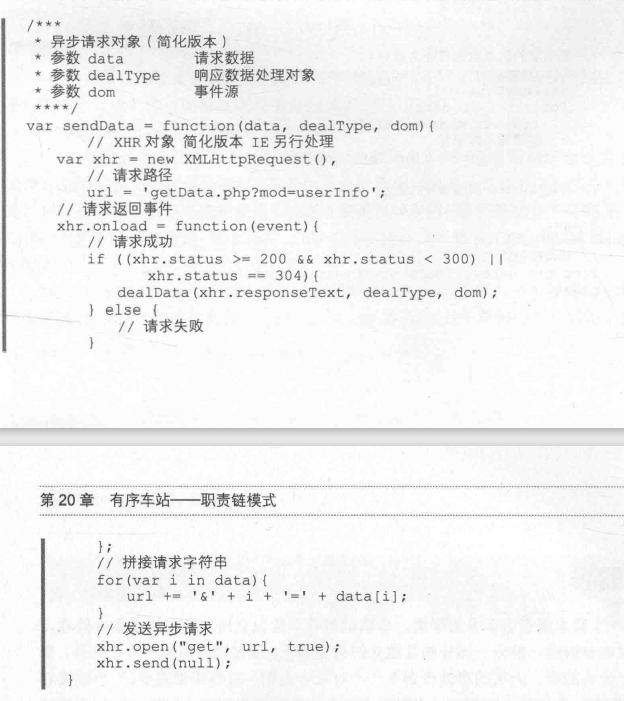 /***
* 异步请求对象(简化版本)
* 参数 data 请求数据
* 参数 dealType 响应数据处理对象
* 参数 dom 事件源
****/
var sendData = function(data, dealType, dom){
// XHR 对象 简化版本 IE 另行处理
var xhr = new XMLHttpRequest(),
// 请求路径
url = 'getData.php?mod=userInfo';
// 请求返回事件
xhr.onload = function(event){
// 请求成功
if ((xhr.status >= 200 && xhr.status < 300) ||
xhr.status == 304){
dealData(xhr.responseText, dealType, dom);
} else {
// 请求失败
}
第 20 章 有序车站——职责链模式
};
// 拼接请求字符串
for(var i in data){
url += '&' + i + '=' + data[i];
}
// 发送异步请求
xhr.open("get", url, true);
xhr.send(null);
}